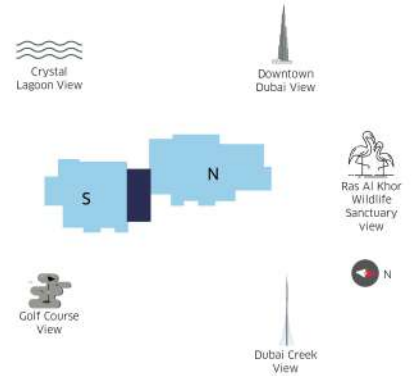 Crystal
Lagoon View
Downtown
Dubai View
S
N
Ras Al Khor
Wildlife
Sanctuary
view
N
Golf Course
View
Dubai Creek
View